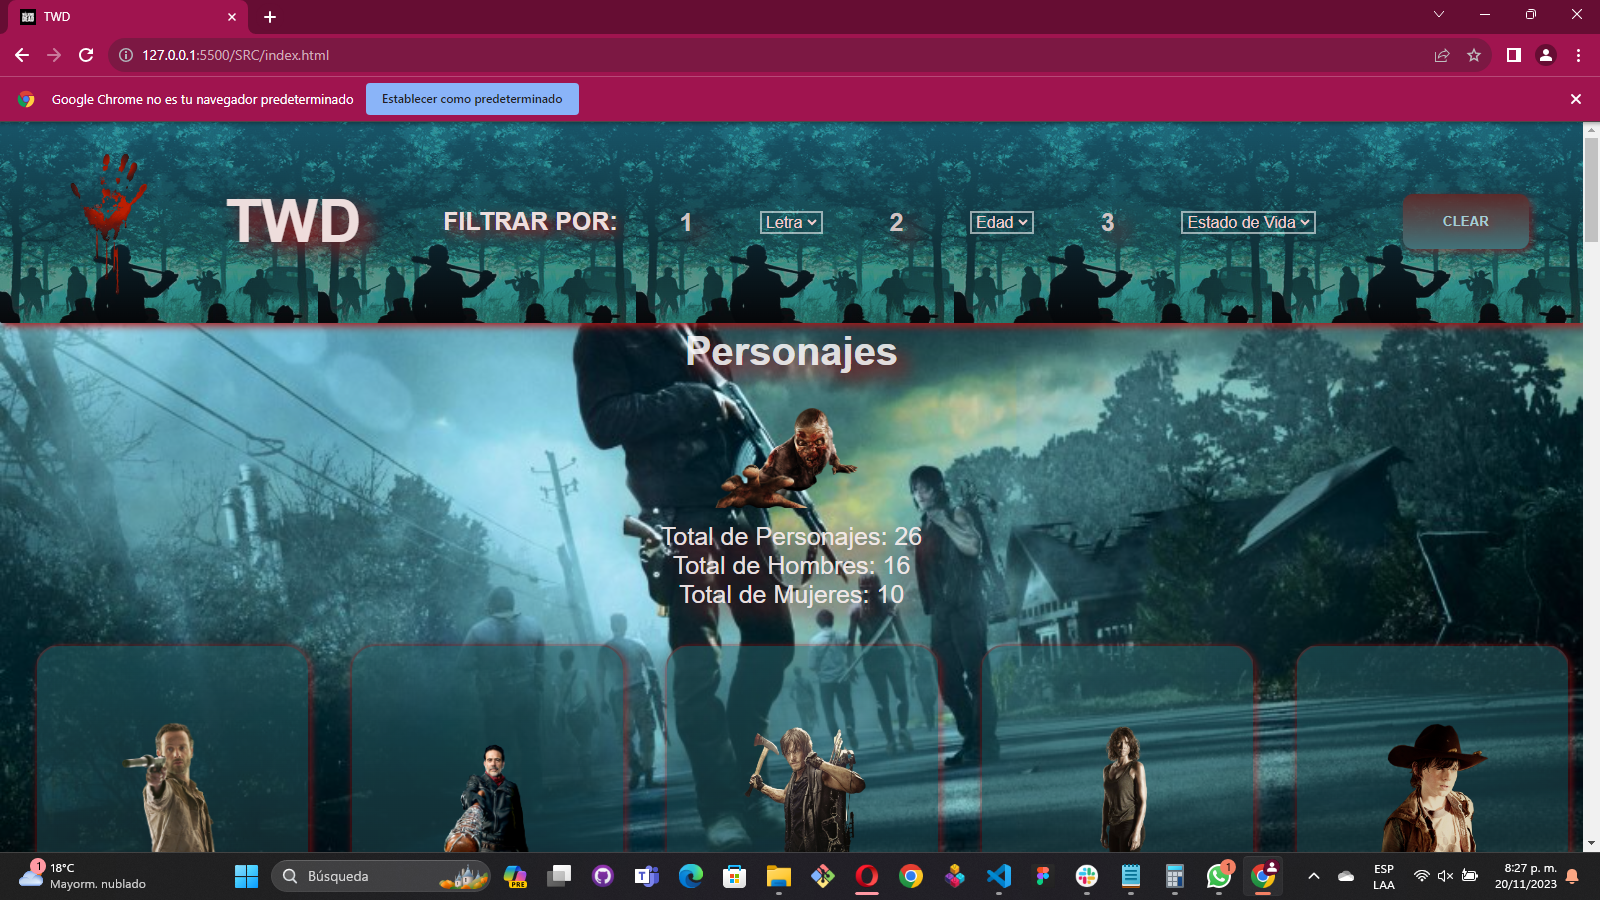 TWD
127.0.0.1:5500/SRC/index.html
Google Chrome no es tu navegador predeterminado
Establecer como predeterminado
TWD
FILTRAR POR:
1
Letra
2
Edad
3
Estado de Vida
CLEAR
Personajes
Total de Personajes: 26
Total de Hombres: 16
Total de Mujeres: 10
1
18°C
Mayorm. nublado
Búsqueda
PRE
1
ESP
LAA
8:27 p. m.
20/11/2023